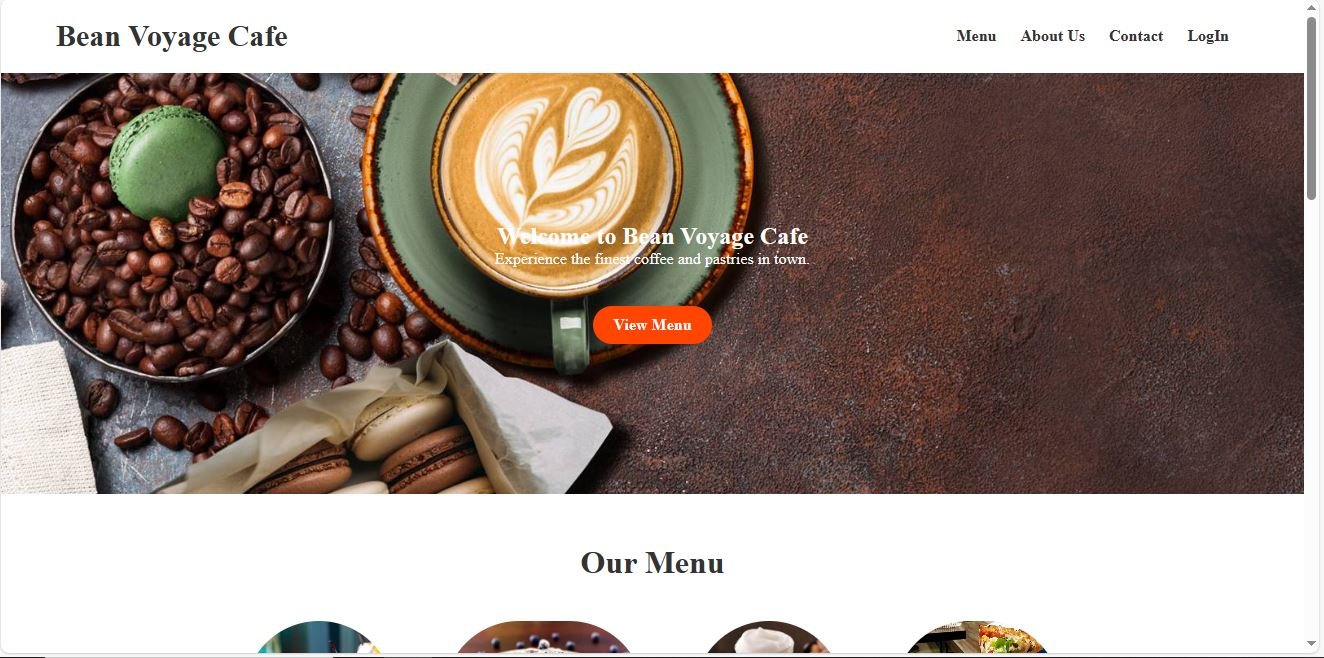 Bean Voyage Cafe
Menu About Us Contact LogIn
Welcome to Bean Voyage Cafe
Experience the finest coffee and pastries in town.
View Menu
Our Menu